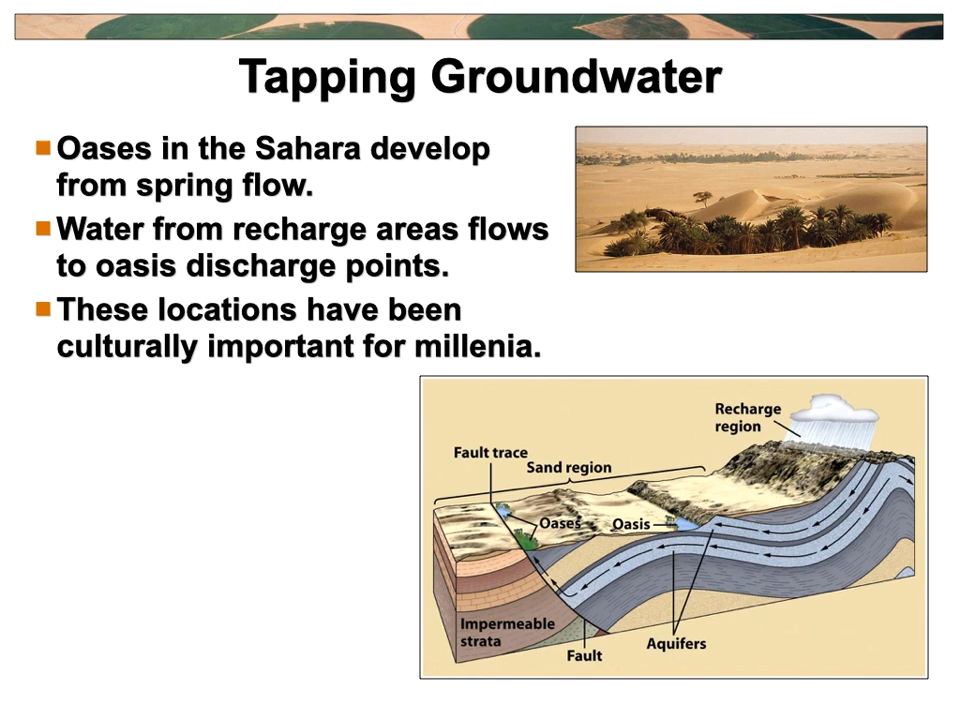 Tapping Groundwater
Oases in the Sahara develop
from spring flow.
Water from recharge areas flows
to oasis discharge points.
These locations have been
culturally important for millenia.
Recharge
region
Fault trace
Sand region
Oases
Oasis
Impermeable
strata
Aquifers
Fault